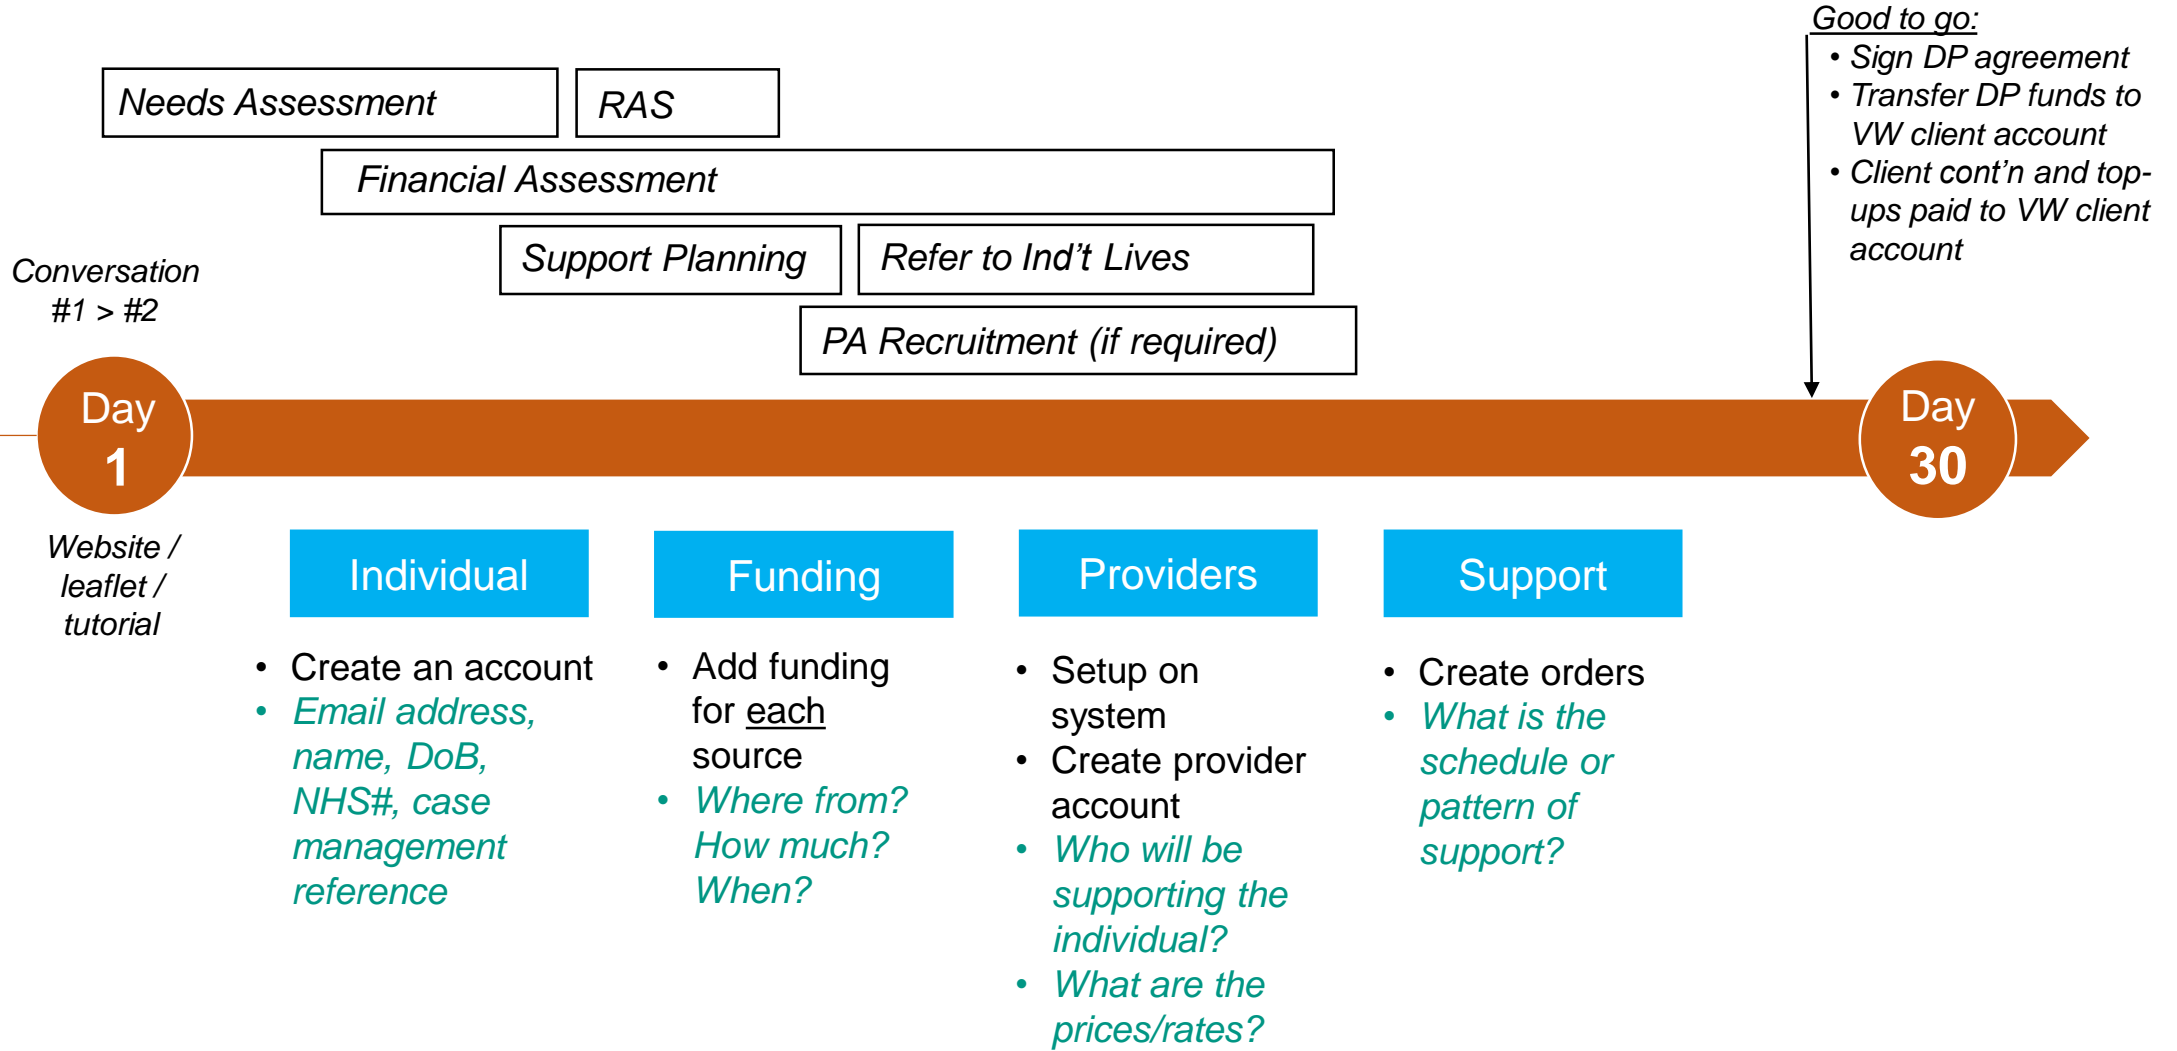 Good to go:
• Sign DP agreement
• Transfer DP funds to
VW client account
• Client cont’n and top-
ups paid to VW client
account
Needs Assessment
RAS
Financial Assessment
Support Planning
Refer to Ind’t Lives
PA Recruitment (if required)
Conversation
#1 > #2
Day
1
Day
30
Website /
leaflet /
tutorial
Individual
• Create an account
• Email address,
name, DoB,
NHS#, case
management
reference
Funding
• Add funding
for each
source
• Where from?
How much?
When?
Providers
• Setup on
system
• Create provider
account
• Who will be
supporting the
individual?
• What are the
prices/rates?
Support
• Create orders
• What is the
schedule or
pattern of
support?